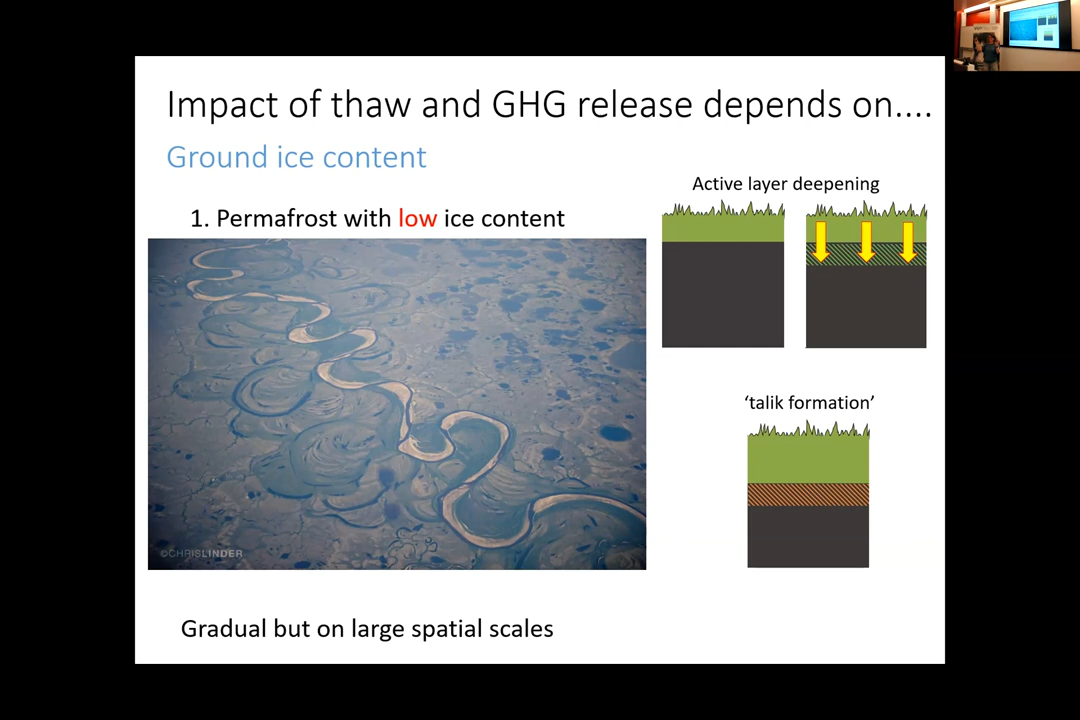 Impact of thaw and GHG release depends on....
Ground ice content
1. Permafrost with low ice content
Active layer deepening
‘talik formation’
©CHRISLINDER
Gradual but on large spatial scales